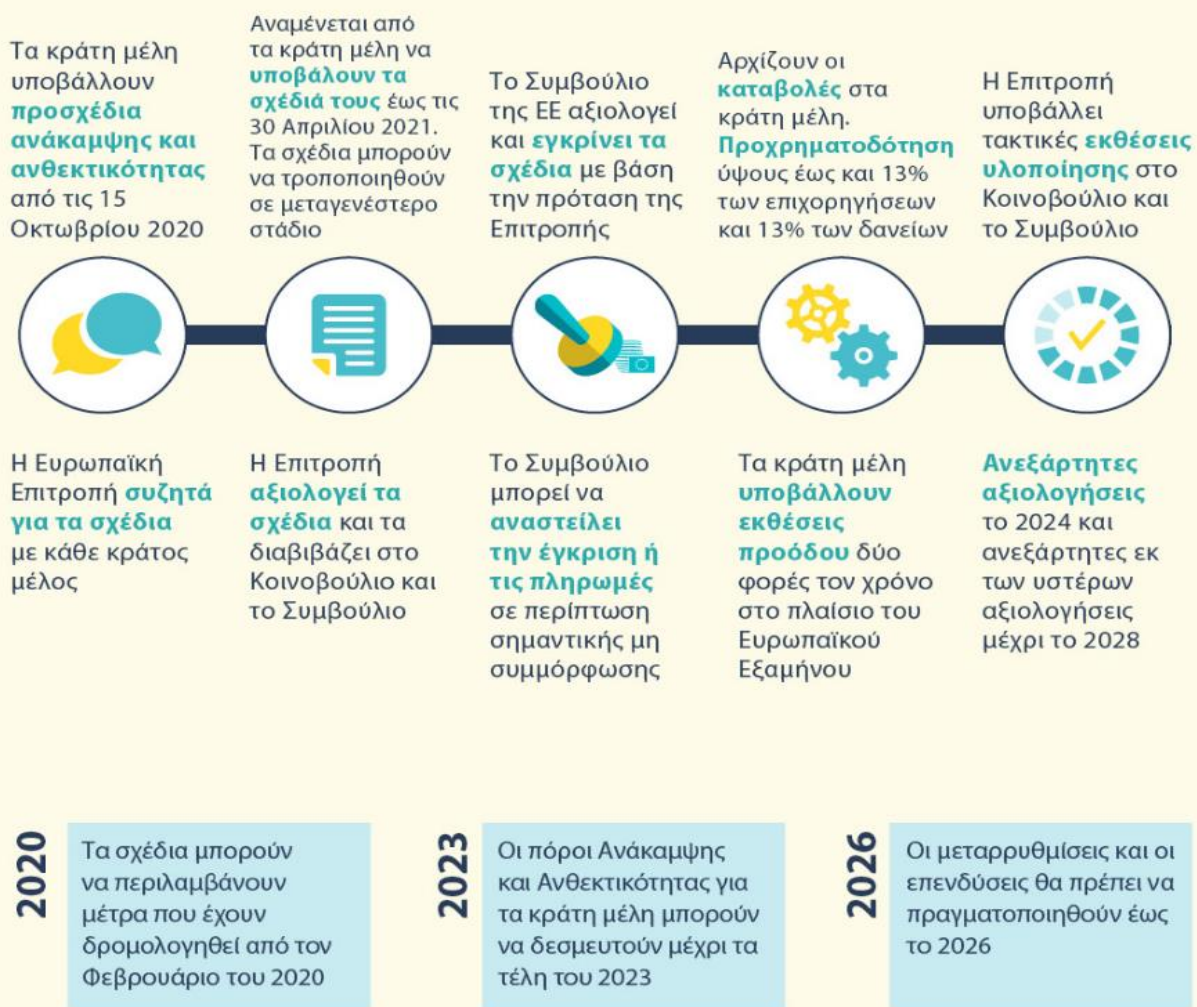 Τα κράτη μέλη
υποβάλλουν
προσχέδια
ανάκαμψης και
ανθεκτικότητας
από τις 15
Οκτωβρίου 2020
Αναμένεται από
τα κράτη μέλη να
υποβάλουν τα
σχέδιά τους έως τις
30 Απριλίου 2021.
Τα σχέδια μπορούν
να τροποποιηθούν
σε μεταγενέστερο
στάδιο
Το Συμβούλιο
της ΕΕ αξιολογεί
και εγκρίνει τα
σχέδια με βάση
την πρόταση της
Επιτροπής
Αρχίζουν οι
καταβολές στα
κράτη μέλη.
Προχρηματοδότηση
ύψους έως και 13%
των επιχορηγήσεων
και 13% των δανείων
Η Επιτροπή
υποβάλλει
τακτικές εκθέσεις
υλοποίησης στο
Κοινοβούλιο και
το Συμβούλιο
Η Ευρωπαϊκή
Επιτροπή συζητά
για τα σχέδια
με κάθε κράτος
μέλος
Η Επιτροπή
αξιολογεί τα
σχέδια και τα
διαβιβάζει στο
Κοινοβούλιο και
το Συμβούλιο
Το Συμβούλιο
μπορεί να
αναστείλει
την έγκριση ή
τις πληρωμές
σε περίπτωση
σημαντικής μη
συμμόρφωσης
Τα κράτη μέλη
υποβάλλουν
εκθέσεις
προόδου δύο
φορές τον χρόνο
στο πλαίσιο του
Ευρωπαϊκού
Εξαμήνου
Ανεξάρτητες
αξιολογήσεις
το 2024 και
ανεξάρτητες εκ
των υστέρων
αξιολογήσεις
μέχρι το 2028
2020
Τα σχέδια μπορούν
να περιλαμβάνουν
μέτρα που έχουν
δρομολογηθεί από τον
Φεβρουάριο του 2020
2023
Οι πόροι Ανάκαμψης
και Ανθεκτικότητας για
τα κράτη μέλη μπορούν
να δεσμευτούν μέχρι τα
τέλη του 2023
2026
Οι μεταρρυθμίσεις και οι
επενδύσεις θα πρέπει να
πραγματοποιηθούν έως
το 2026